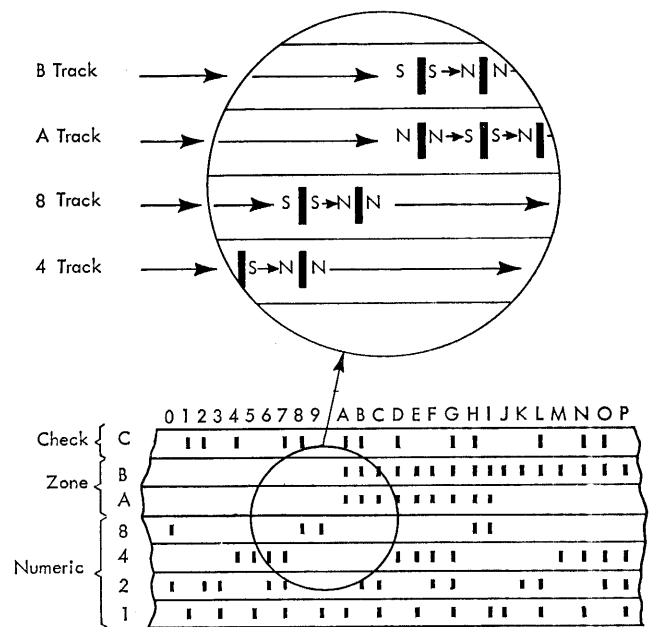 B Track S S N N
A Track N N S S N
8 Track S S N N
4 Track S N N
0 1 2 3 4 5 6 7 8 9 A B C D E F G H I J K L M N O P
Check C
Zone B
A
8
Numeric 4
2
1